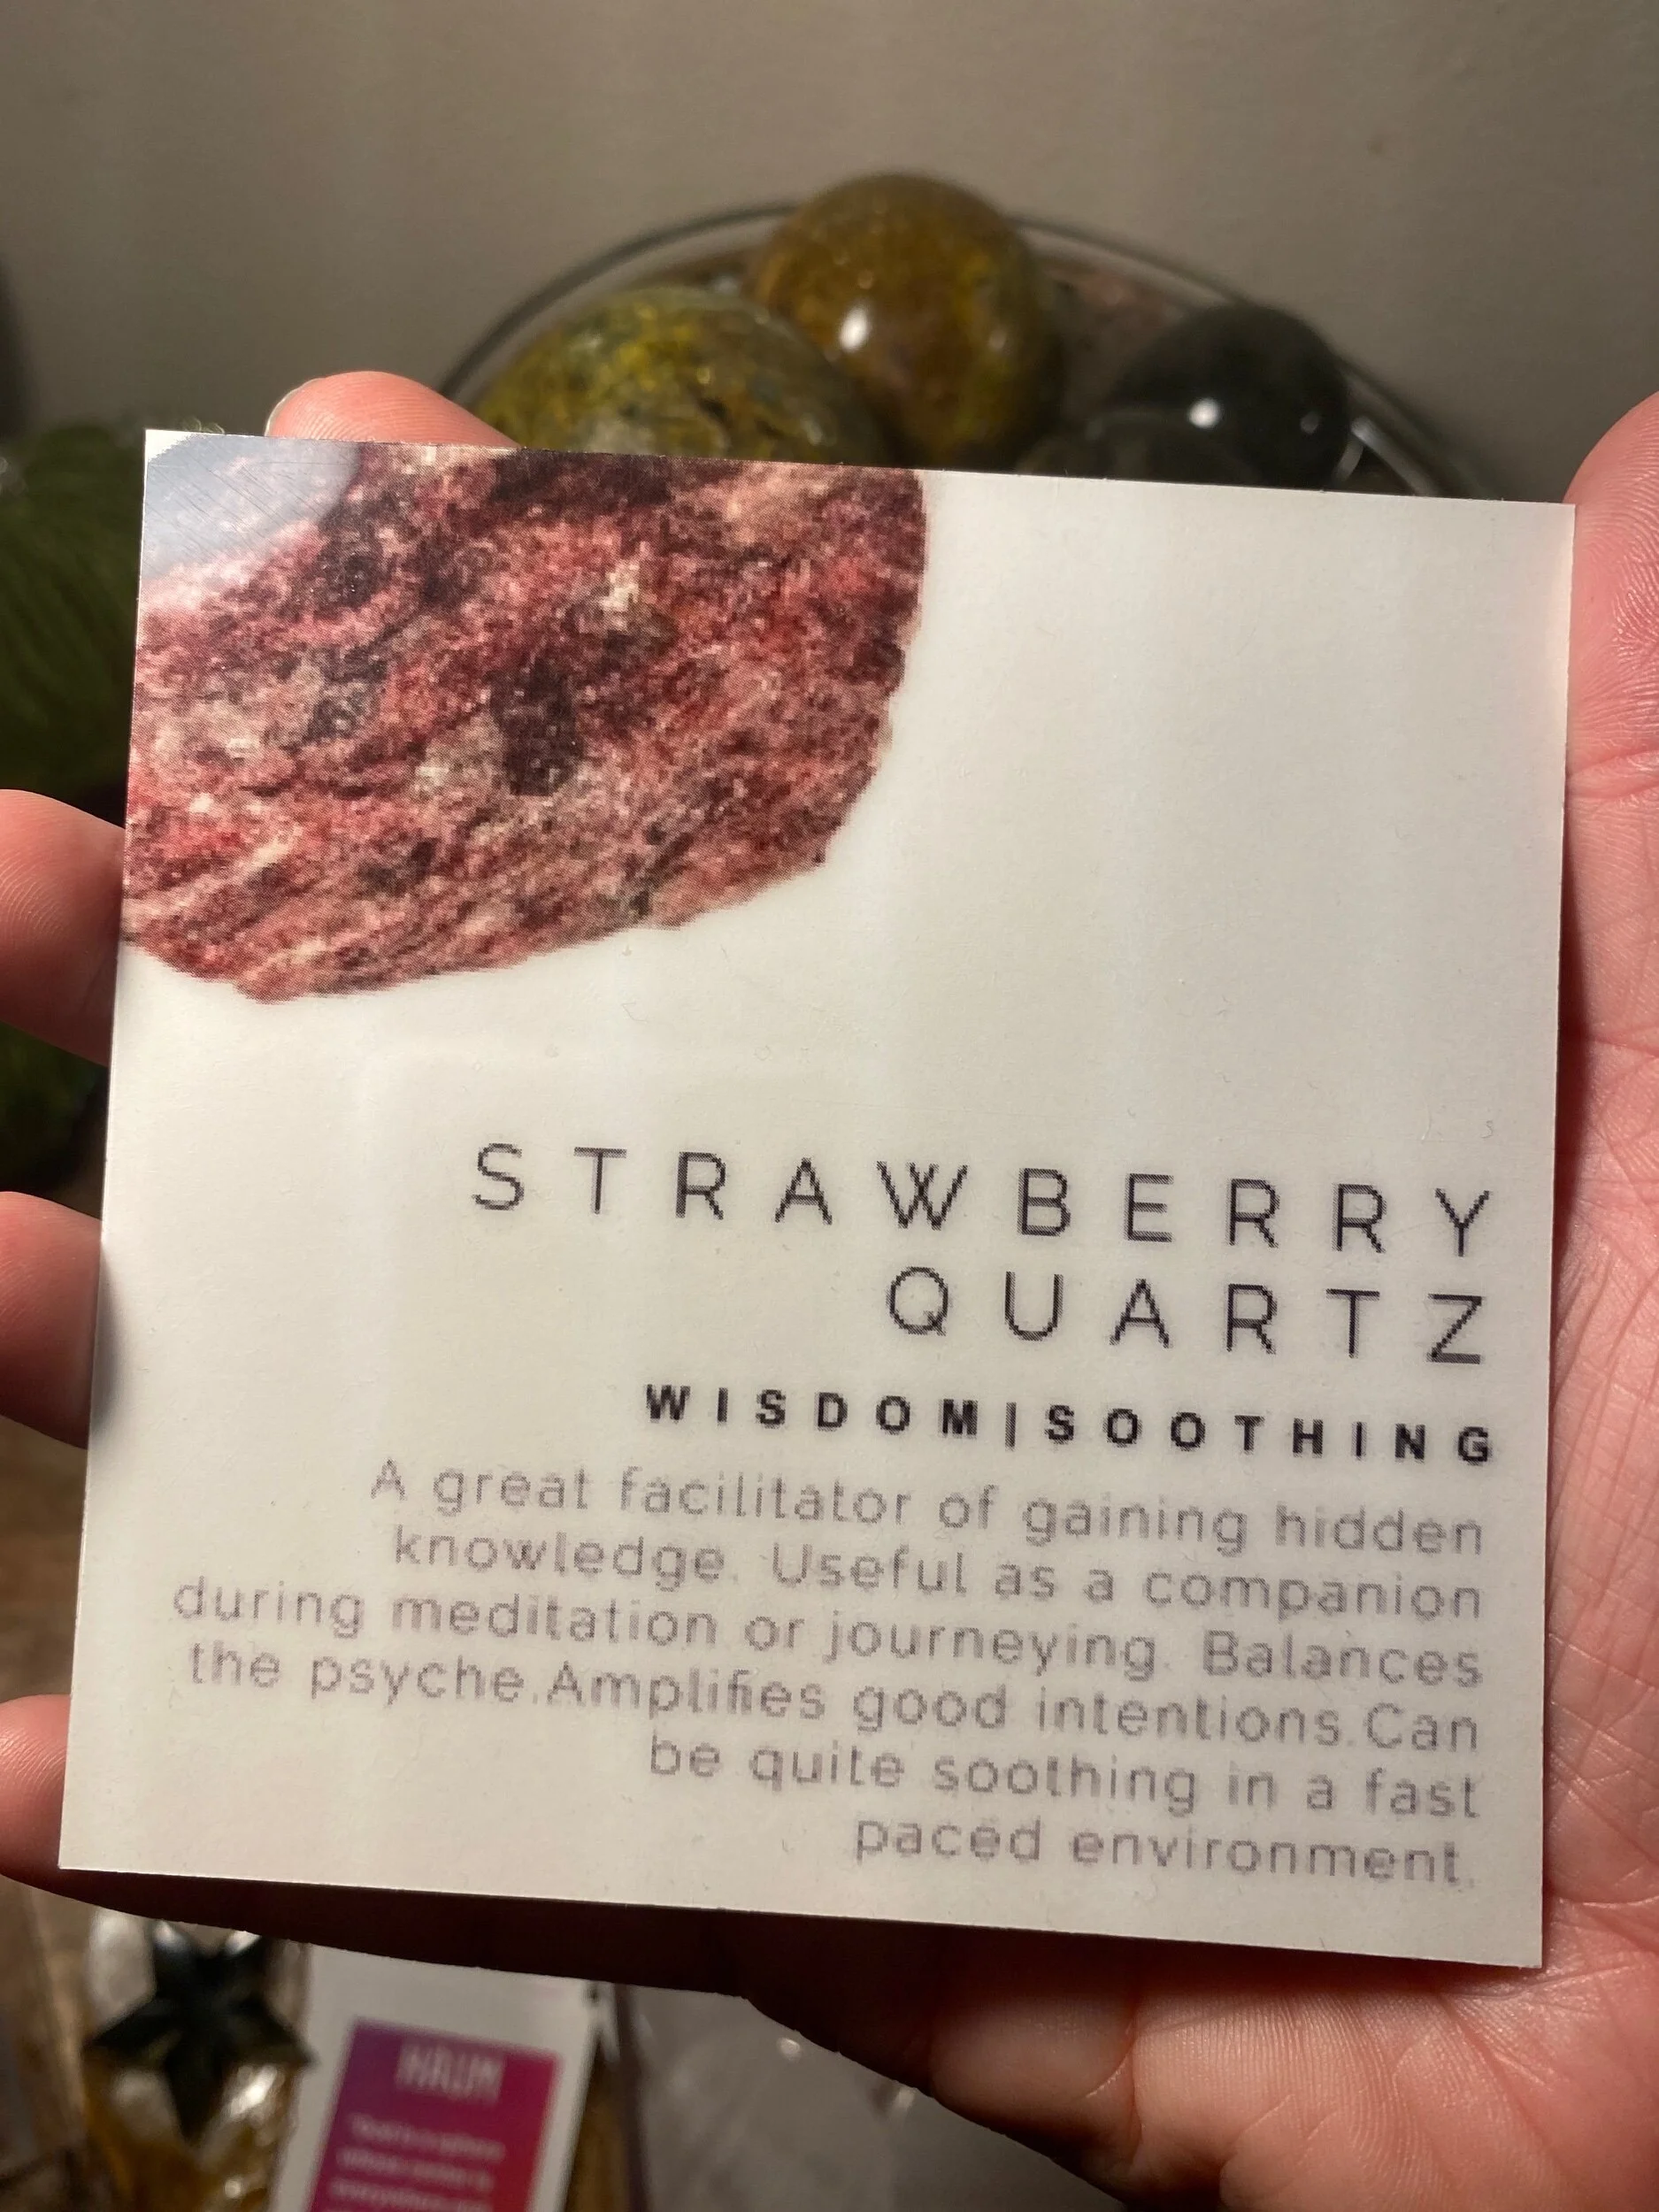 STRAWBERRY
QUARTZ
WISDOM|SOOTHING
A great facilitator of gaining hidden
knowledge. Useful as a companion
during meditation or journeying. Balances
the psyche.Amplifies good intentions.Can
be quite soothing in a fast
paced environment.